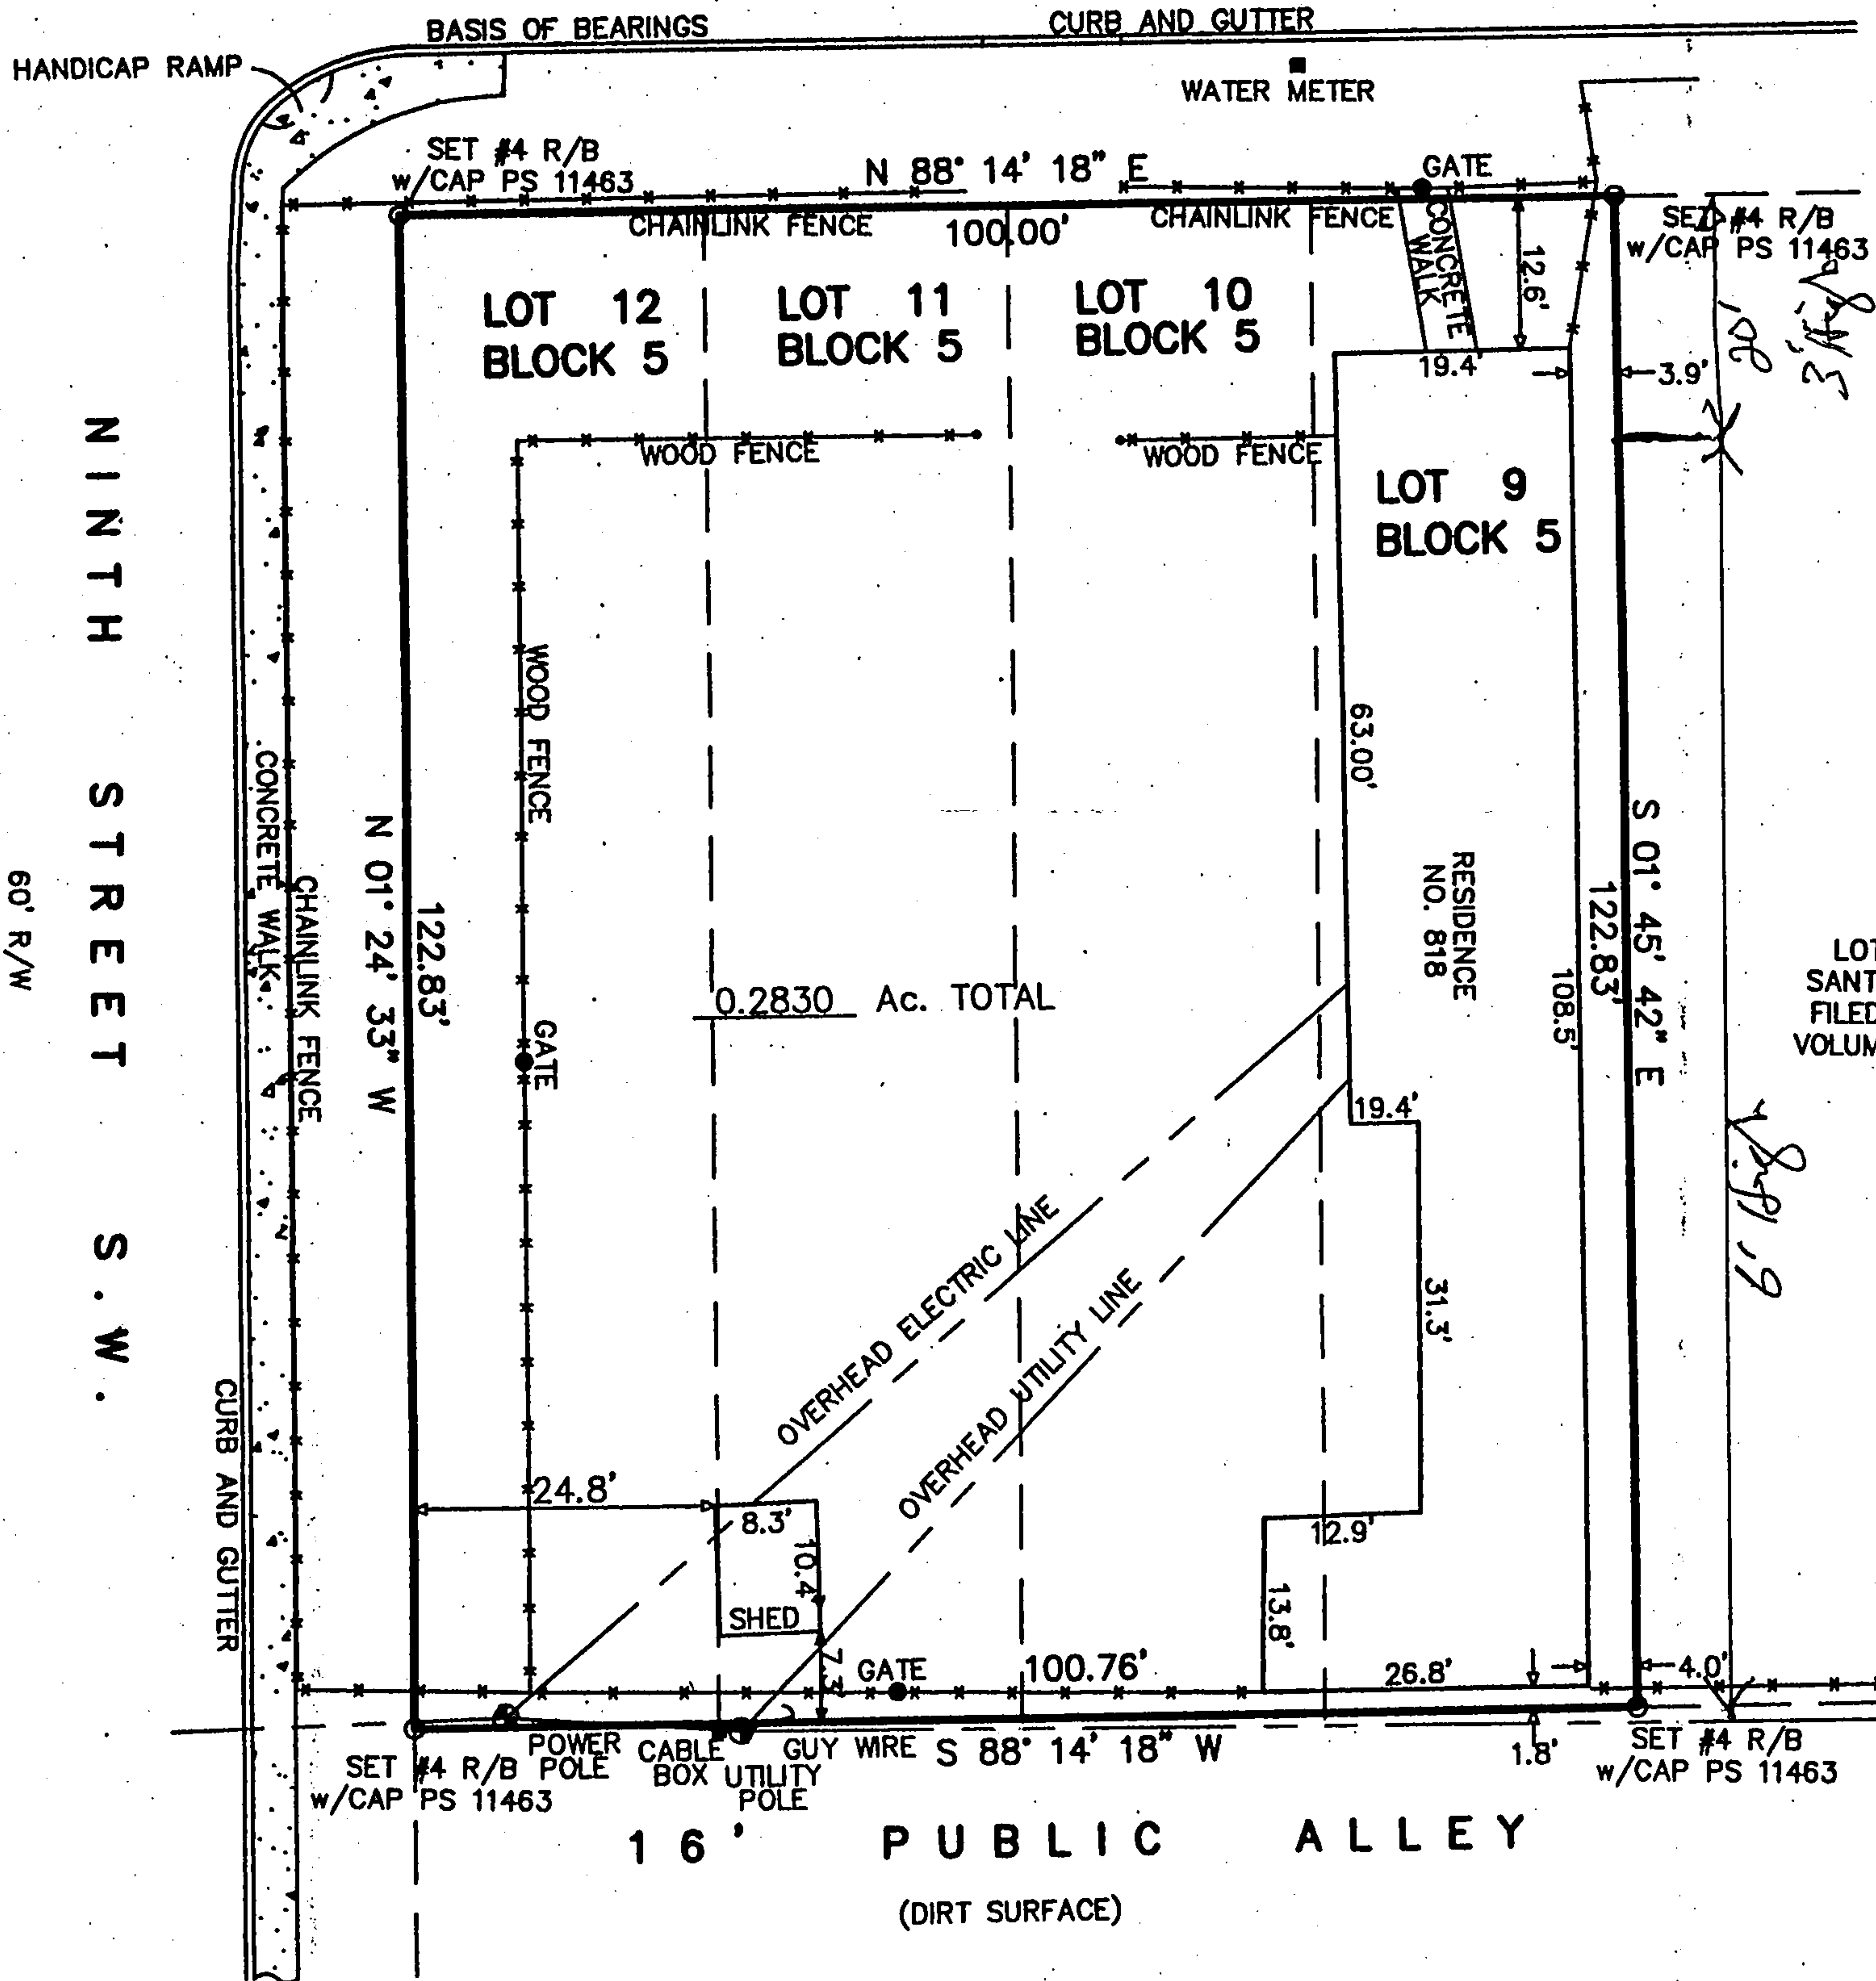 BASIS OF BEARINGS
CURB AND GUTTER
HANDICAP RAMP
WATER METER
SET #4 R/B
w/CAP PS 11463
N 88° 14' 18" E
GATE
CHAINLINK FENCE
100.00'
CHAINLINK FENCE
CONCRETE
WALK
12.6'
SET #4 R/B
w/CAP PS 11463
LOT 12
BLOCK 5
LOT 11
BLOCK 5
LOT 10
BLOCK 5
19.4'
3.9'
20'
3'
WOOD FENCE
WOOD FENCE
LOT 9
BLOCK 5
NINTH STREET S.W.
60' R/W
CONCRETE WALK
CHAINLINK FENCE
CURB AND GUTTER
N 01° 24' 33" W
122.83'
WOOD FENCE
GATE
0.2830 Ac. TOTAL
63.00'
RESIDENCE
NO. 818
108.5'
122.83'
S 01° 45' 42" E
LOT
SANT
FILED
VOLUM
19.4'
6'
OVERHEAD ELECTRIC LINE
OVERHEAD UTILITY LINE
31.3'
24.8'
8.3'
10.4'
SHED
7.3'
12.9'
13.8'
GATE
100.76'
26.8'
4.0'
1.8'
SET #4 R/B
w/CAP PS 11463
POWER
POLE
CABLE
BOX
UTILITY
POLE
GUY WIRE
S 88° 14' 18" W
SET #4 R/B
w/CAP PS 11463
16' PUBLIC ALLEY
(DIRT SURFACE)